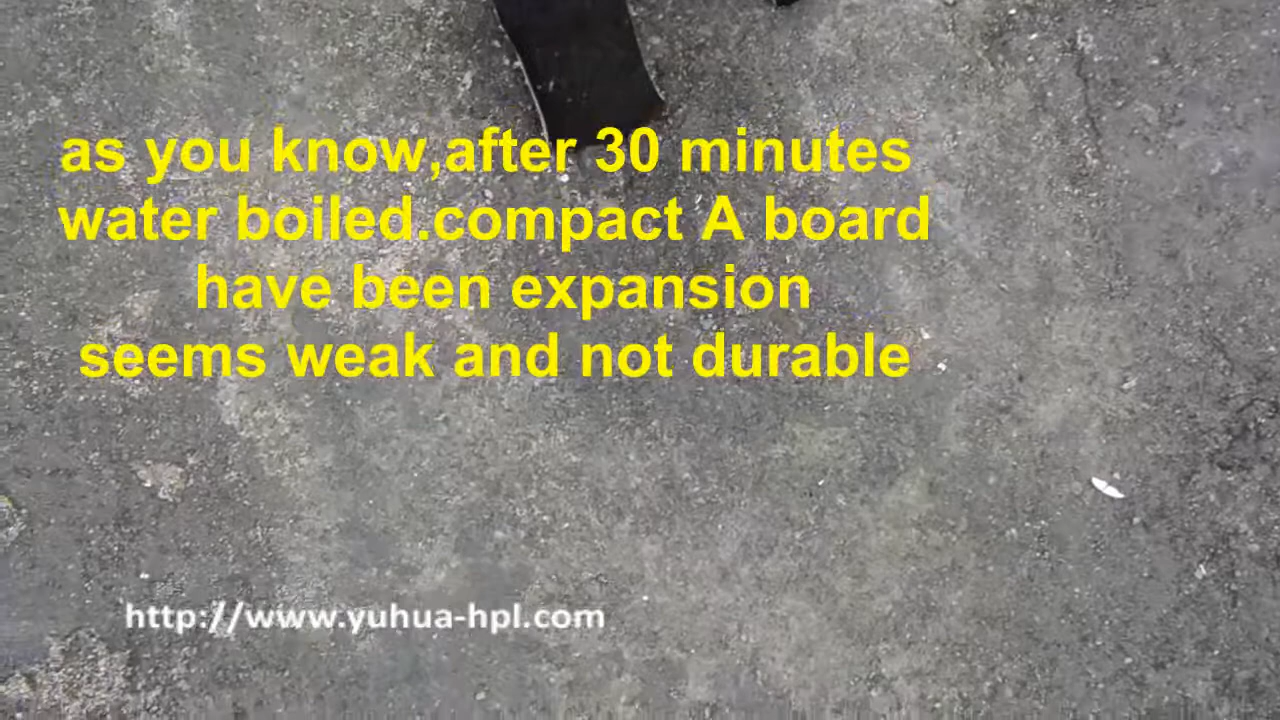 as you know,after 30 minutes
water boiled.compact A board
have been expansion
seems weak and not durable
http://www.yuhua-hpl.com